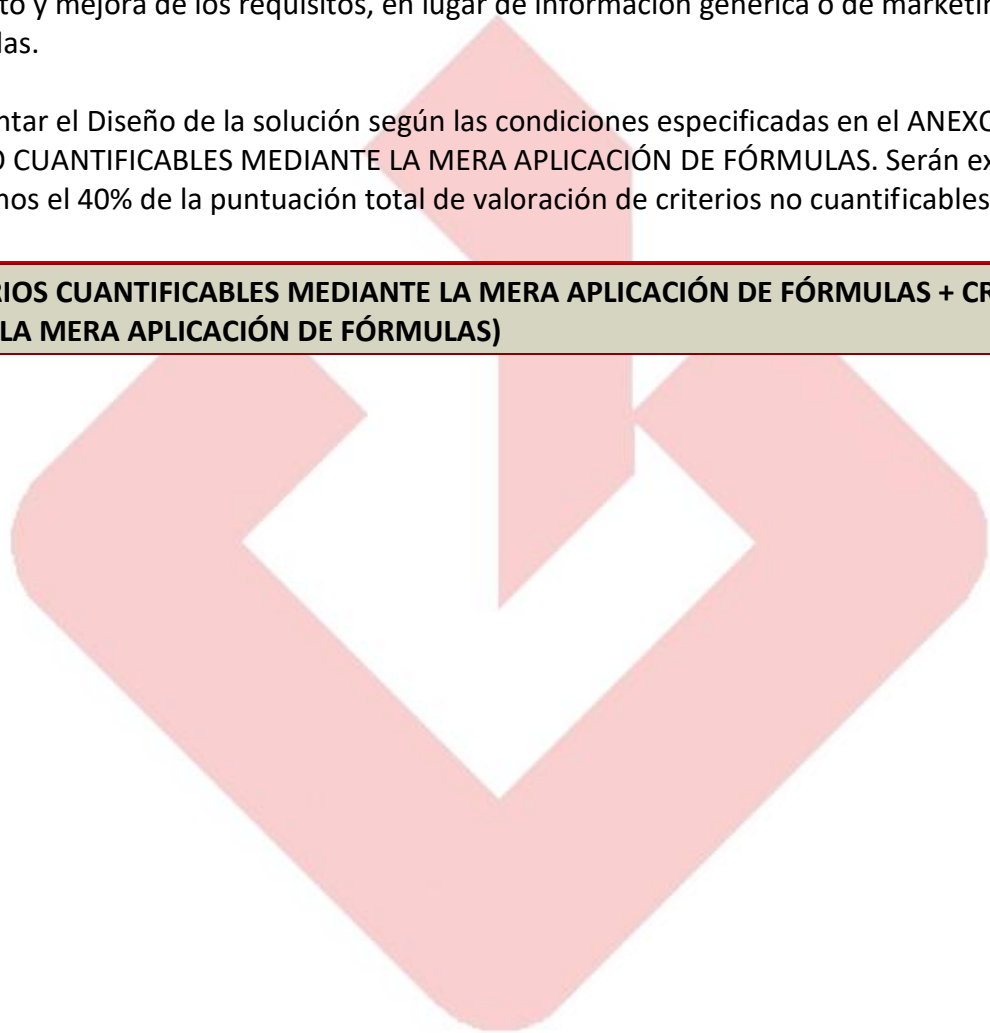 to y mejora de los requisitos, en lugar de información genérica o de marketin
las.
ntar el Diseño de la solución según las condiciones especificadas en el ANEXO
O CUANTIFICABLES MEDIANTE LA MERA APLICACIÓN DE FÓRMULAS. Serán ex
nos el 40% de la puntuación total de valoración de criterios no cuantificables
RIOS CUANTIFICABLES MEDIANTE LA MERA APLICACIÓN DE FÓRMULAS + CR
LA MERA APLICACIÓN DE FÓRMULAS)